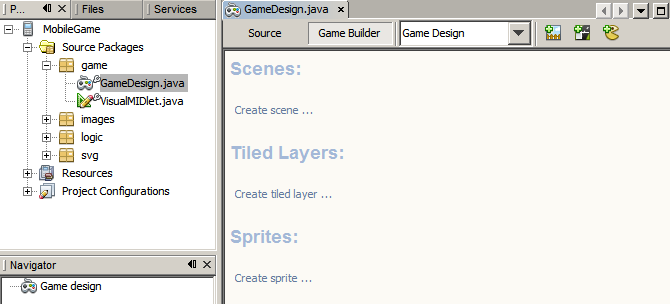 P... Files Services
MobileGame
Source Packages
game
GameDesign.java
VisualMIDlet.java
images
logic
svg
Resources
Project Configurations
Navigator
Game design
GameDesign.java x
Source Game Builder Game Design
Scenes:
Create scene ...
Tiled Layers:
Create tiled layer ...
Sprites:
Create sprite ...